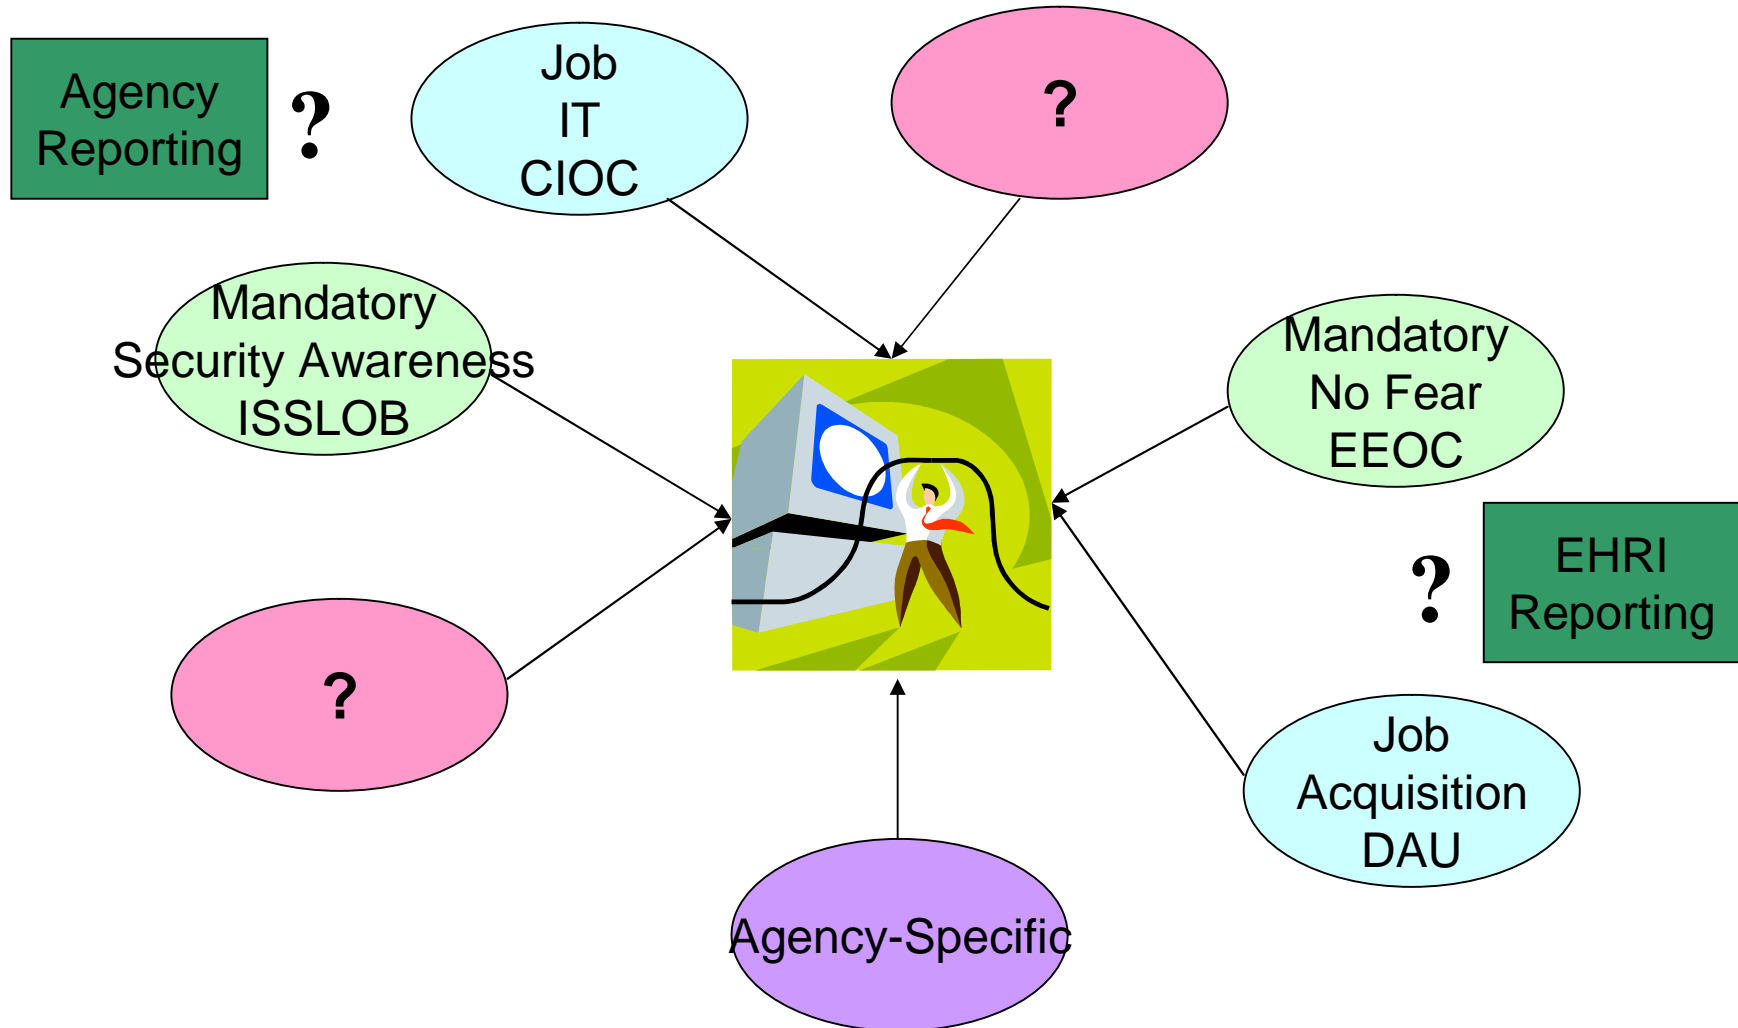 Agency
Reporting
?
Job
IT
CIOC
?
Mandatory
Security Awareness
ISSLOB
Mandatory
No Fear
EEOC
?
EHRI
Reporting
?
Job
Acquisition
DAU
Agency-Specific